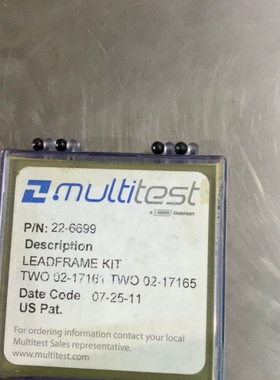 multitest
A DOVER COMPANY
P/N: 22-6699
Description
LEADFRAME KIT
TWO 02-17161 TWO 02-17165
Date Code 07-25-11
US Pat.
For ordering information contact your local
Multitest Sales representative.
www.multitest.com